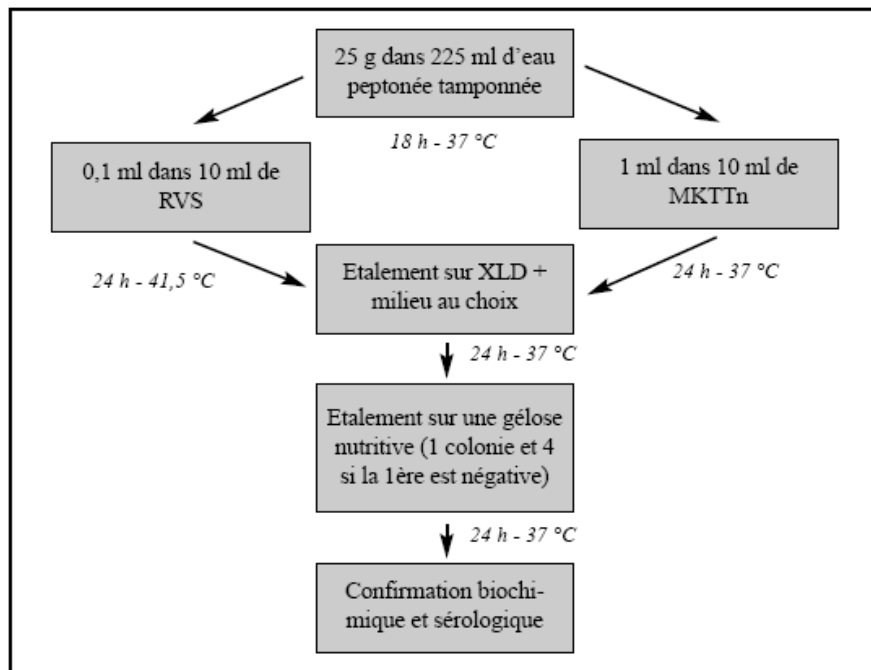 25 g dans 225 ml d’eau
peptonée tamponnée
18 h - 37 °C
0,1 ml dans 10 ml de
RVS
1 ml dans 10 ml de
MKTTn
24 h - 41,5 °C
24 h - 37 °C
Etalement sur XLD +
milieu au choix
24 h - 37 °C
Etalement sur une gélose
nutritive (1 colonie et 4
si la 1ère est négative)
24 h - 37 °C
Confirmation biochi-
mique et sérologique